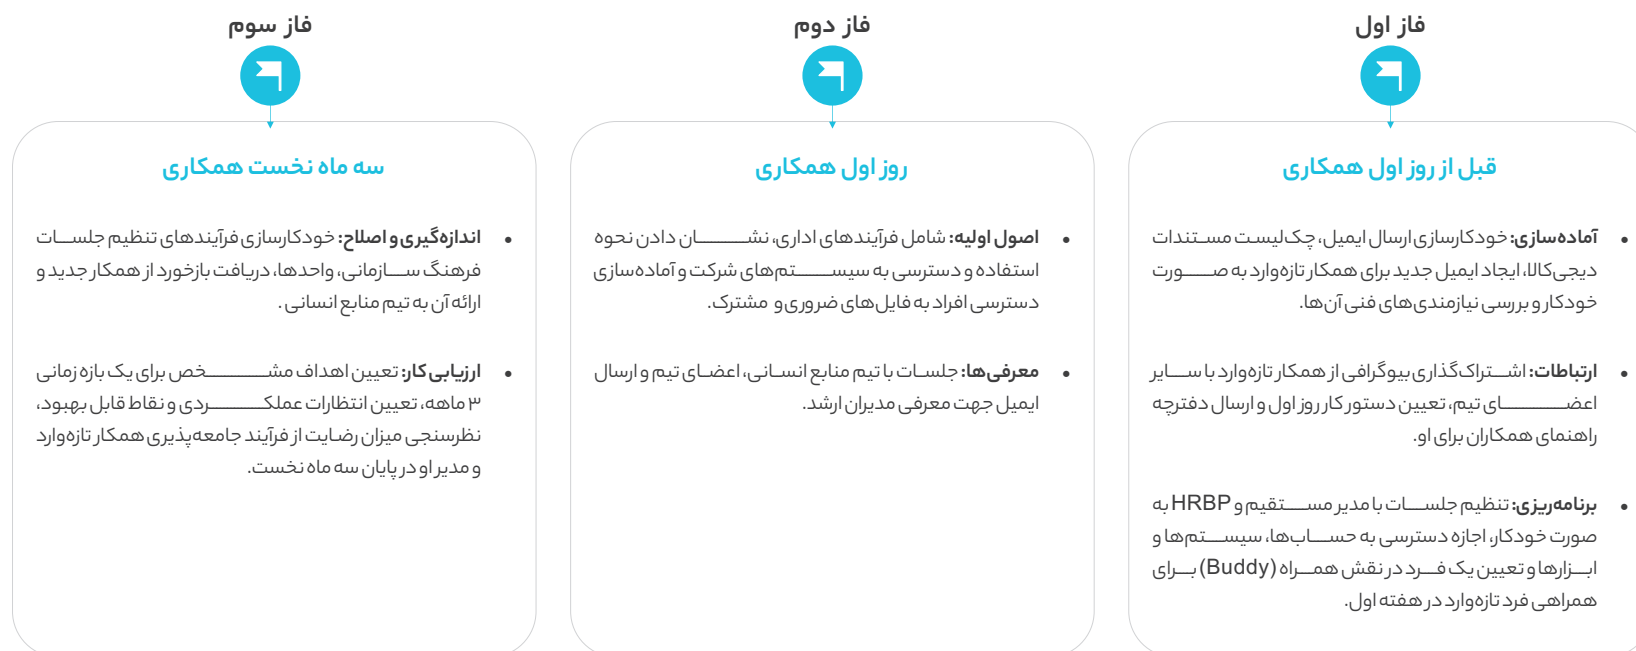 فاز اول
قبل از روز اول همکاری
• آماده‌سازی: خودکارسازی ارسال ایمیل، چک‌لیست مستندات
دیجی‌کالا، ایجاد ایمیل جدید برای همکار تازه‌وارد به صورت
خودکار و بررسی نیازمندی‌های فنی آن‌ها.
• ارتباطات: اشتراک‌گذاری بیوگرافی از همکار تازه‌وارد با سایر
اعضای تیم، تعیین دستور کار روز اول و ارسال دفترچه
راهنمای همکاران برای او.
• برنامه‌ریزی: تنظیم جلسات با مدیر مستقیم و HRBP به
صورت خودکار، اجازه دسترسی به حساب‌ها، سیستم‌ها و
ابزارها و تعیین یک فرد در نقش همراه (Buddy) برای
همراهی فرد تازه‌وارد در هفته اول.
فاز دوم
روز اول همکاری
• اصول اولیه: شامل فرآیندهای اداری، نشان دادن نحوه
استفاده و دسترسی به سیستم‌های شرکت و آماده‌سازی
دسترسی افراد به فایل‌های ضروری و مشترک.
• معرفی‌ها: جلسات با تیم منابع انسانی، اعضای تیم و ارسال
ایمیل جهت معرفی مدیران ارشد.
فاز سوم
سه ماه نخست همکاری
• اندازه‌گیری و اصلاح: خودکارسازی فرآیندهای تنظیم جلسات
فرهنگ سازمانی، واحدها، دریافت بازخورد از همکار جدید و
ارائه آن به تیم منابع انسانی .
• ارزیابی کار: تعیین اهداف مشخص برای یک بازه زمانی
۳ ماهه، تعیین انتظارات عملکردی و نقاط قابل بهبود،
نظرسنجی میزان رضایت از فرآیند جامعه‌پذیری همکار تازه‌وارد
و مدیر او در پایان سه ماه نخست.